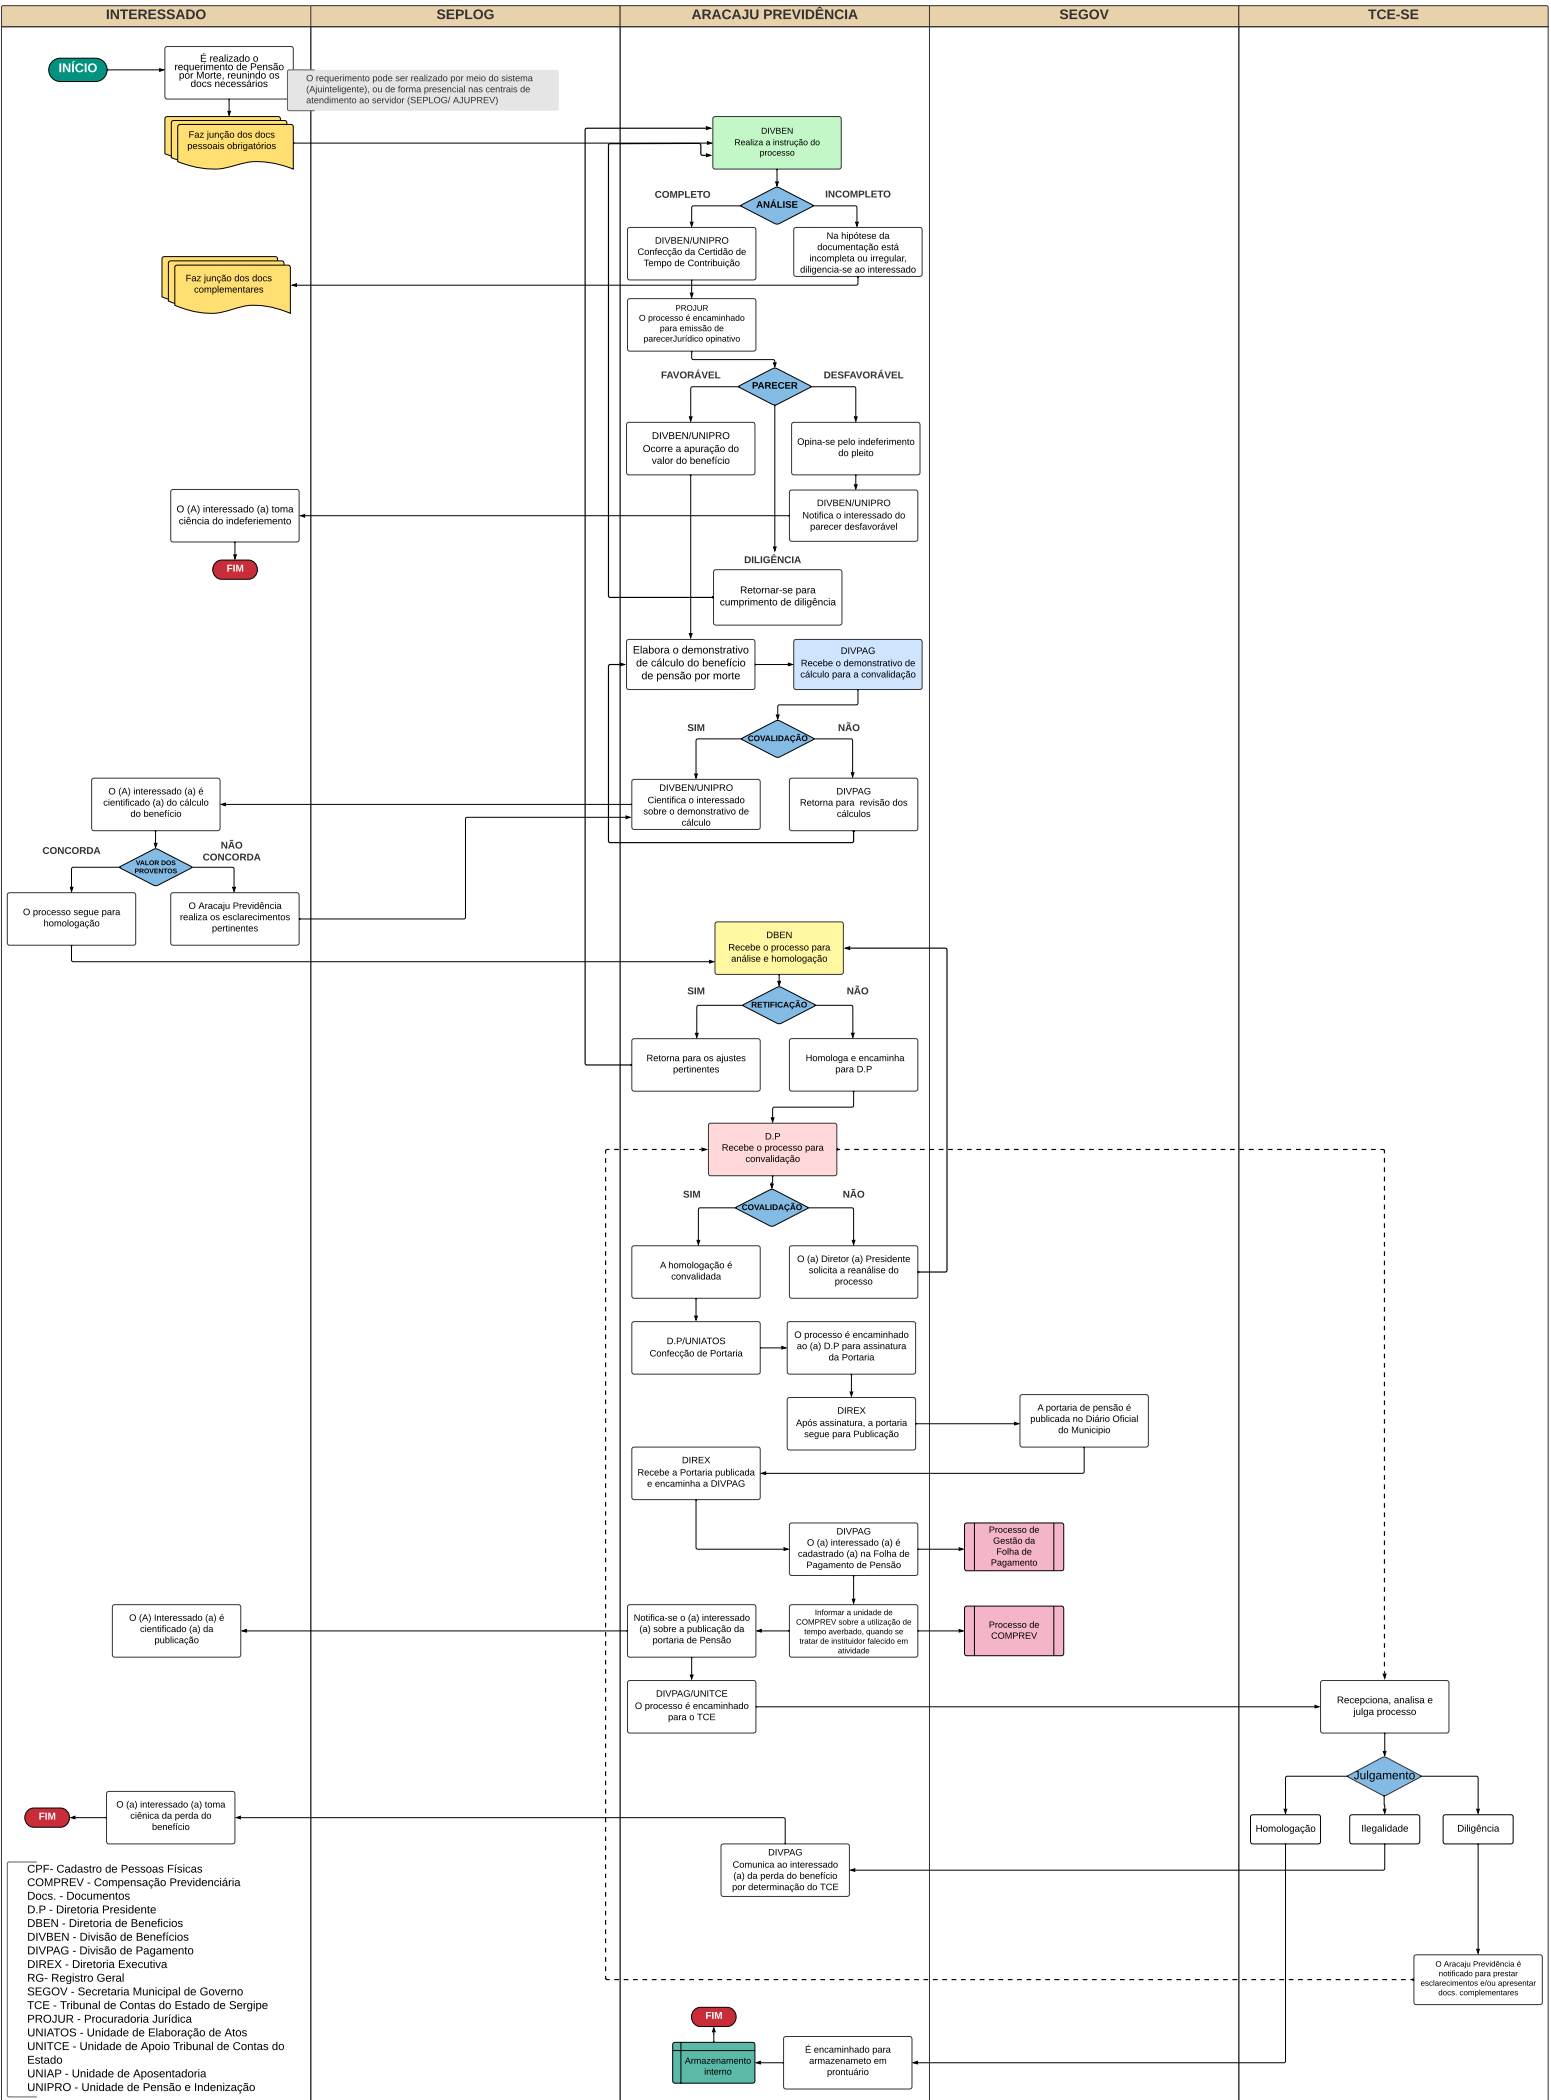 INTERESSADO
SEPLOG
ARACAJU PREVIDÊNCIA
SEGOV
TCE-SE
INÍCIO
É realizado o
requerimento de Pensão
por Morte, reunindo os
docs necessários
O requerimento pode ser realizado por meio do sistema
(Ajuinteligente), ou de forma presencial nas centrais de
atendimento ao servidor (SEPLOG/ AJUPREV)
Faz junção dos docs
pessoais obrigatórios
DIVBEN
Realiza a instrução do
processo
COMPLETO
ANÁLISE
INCOMPLETO
DIVBEN/UNIPRO
Confecção da Certidão de
Tempo de Contribuição
Na hipótese da
documentação está
incompleta ou irregular,
diligencia-se ao interessado
Faz junção dos docs
complementares
PROJUR
O processo é encaminhado
para emissão de
parecerJurídico opinativo
FAVORÁVEL
PARECER
DESFAVORÁVEL
DIVBEN/UNIPRO
Ocorre a apuração do
valor do benefício
Opina-se pelo indeferimento
do pleito
DIVBEN/UNIPRO
Notifica o interessado do
parecer desfavorável
O (A) interessado (a) toma
ciência do indeferiemento
FIM
DILIGÊNCIA
Retornar-se para
cumprimento de diligência
Elabora o demonstrativo
de cálculo do benefício
de pensão por morte
DIVPAG
Recebe o demonstrativo de
cálculo para a convalidação
SIM
COVALIDAÇÃO
NÃO
DIVBEN/UNIPRO
Cientifica o interessado
sobre o demonstrativo de
cálculo
DIVPAG
Retorna para  revisão dos
cálculos
O (A) interessado (a) é
cientificado (a) do cálculo
do benefício
CONCORDA
VALOR DOS
PROVENTOS
NÃO
CONCORDA
O processo segue para
homologação
O Aracaju Previdência
realiza os esclarecimentos
pertinentes
DBEN
Recebe o processo para
análise e homologação
SIM
RETIFICAÇÃO
NÃO
Retorna para os ajustes
pertinentes
Homologa e encaminha
para D.P
D.P
Recebe o processo para
convalidação
SIM
COVALIDAÇÃO
NÃO
A homologação é
convalidada
O (a) Diretor (a) Presidente
solicita a reanálise do
processo
D.P/UNIATOS
Confecção de Portaria
O processo é encaminhado
ao (a) D.P para assinatura
da Portaria
DIREX
Após assinatura, a portaria
segue para Publicação
A portaria de pensão é
publicada no Diário Oficial
do Municipio
DIREX
Recebe a Portaria publicada
e encaminha a DIVPAG
DIVPAG
O (a) interessado (a) é
cadastrado (a) na Folha de
Pagamento de Pensão
Processo de
Gestão da
Folha de
Pagamento
O (A) Interessado (a) é
cientificado (a) da
publicação
Notifica-se o (a) interessado
(a) sobre a publicação da
portaria de Pensão
Informar a unidade de
COMPREV sobre a utilização de
tempo averbado, quando se
tratar de instituidor falecido em
atividade
Processo de
COMPREV
DIVPAG/UNITCE
O processo é encaminhado
para o TCE
Recepciona, analisa e
julga processo
Julgamento
Homologação
Ilegalidade
Diligência
FIM
O (a) interessado (a) toma
ciênica da perda do
benefício
DIVPAG
Comunica ao interessado
(a) da perda do benefício
por determinação do TCE
CPF- Cadastro de Pessoas Físicas
COMPREV - Compensação Previdenciária
Docs. - Documentos
D.P - Diretoria Presidente
DBEN - Diretoria de Beneficios
DIVBEN - Divisão de Benefícios
DIVPAG - Divisão de Pagamento
DIREX - Diretoria Executiva
RG- Registro Geral
SEGOV - Secretaria Municipal de Governo
TCE - Tribunal de Contas do Estado de Sergipe
PROJUR - Procuradoria Jurídica
UNIATOS - Unidade de Elaboração de Atos
UNITCE - Unidade de Apoio Tribunal de Contas do
Estado
UNIAP - Unidade de Aposentadoria
UNIPRO - Unidade de Pensão e Indenização
O Aracaju Previdência é
notificado para prestar
esclarecimentos e/ou apresentar
docs. complementares
FIM
Armazenamento
interno
É encaminhado para
armazenameto em
prontuário